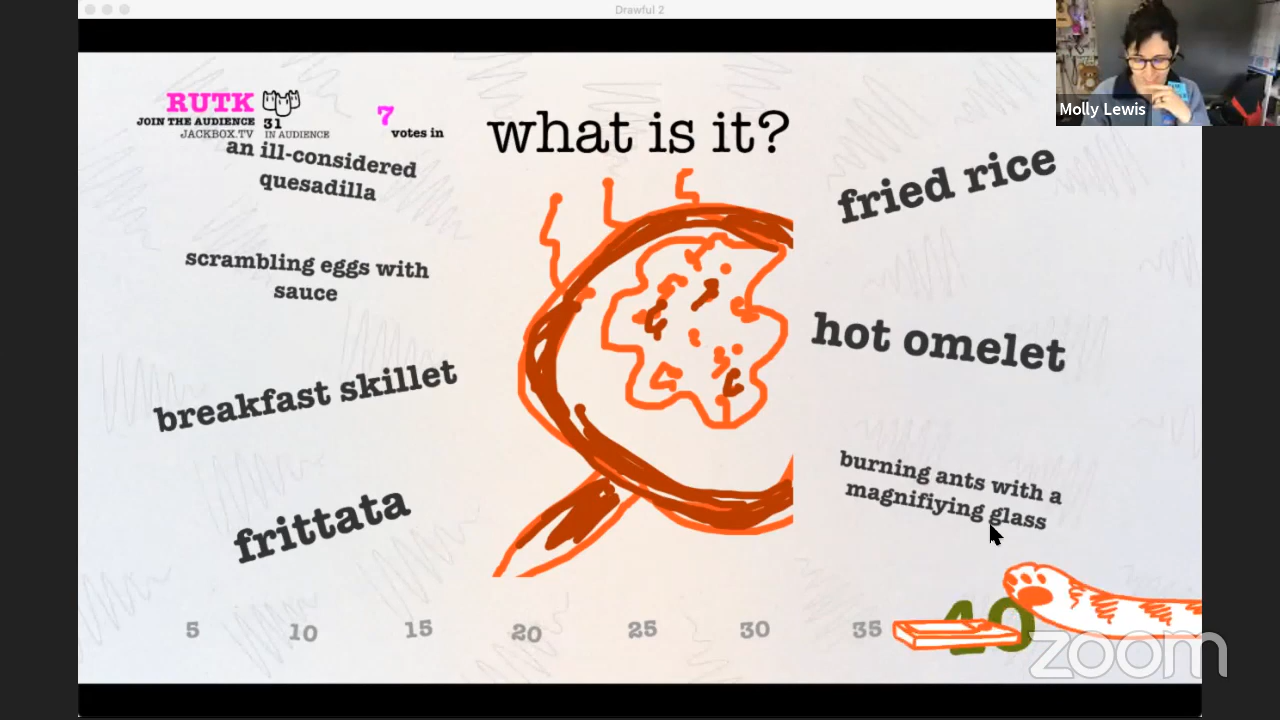 Drawful 2
RUTK
JOIN THE AUDIENCE
JACKBOX.TV
31
IN AUDIENCE
7
votes in
what is it?
Molly Lewis
an ill-considered
quesadilla
fried rice
scrambling eggs with
sauce
hot omelet
breakfast skillet
burning ants with a
magnifiying glass
frittata
5 10 15 20 25 30 35 40
zoom